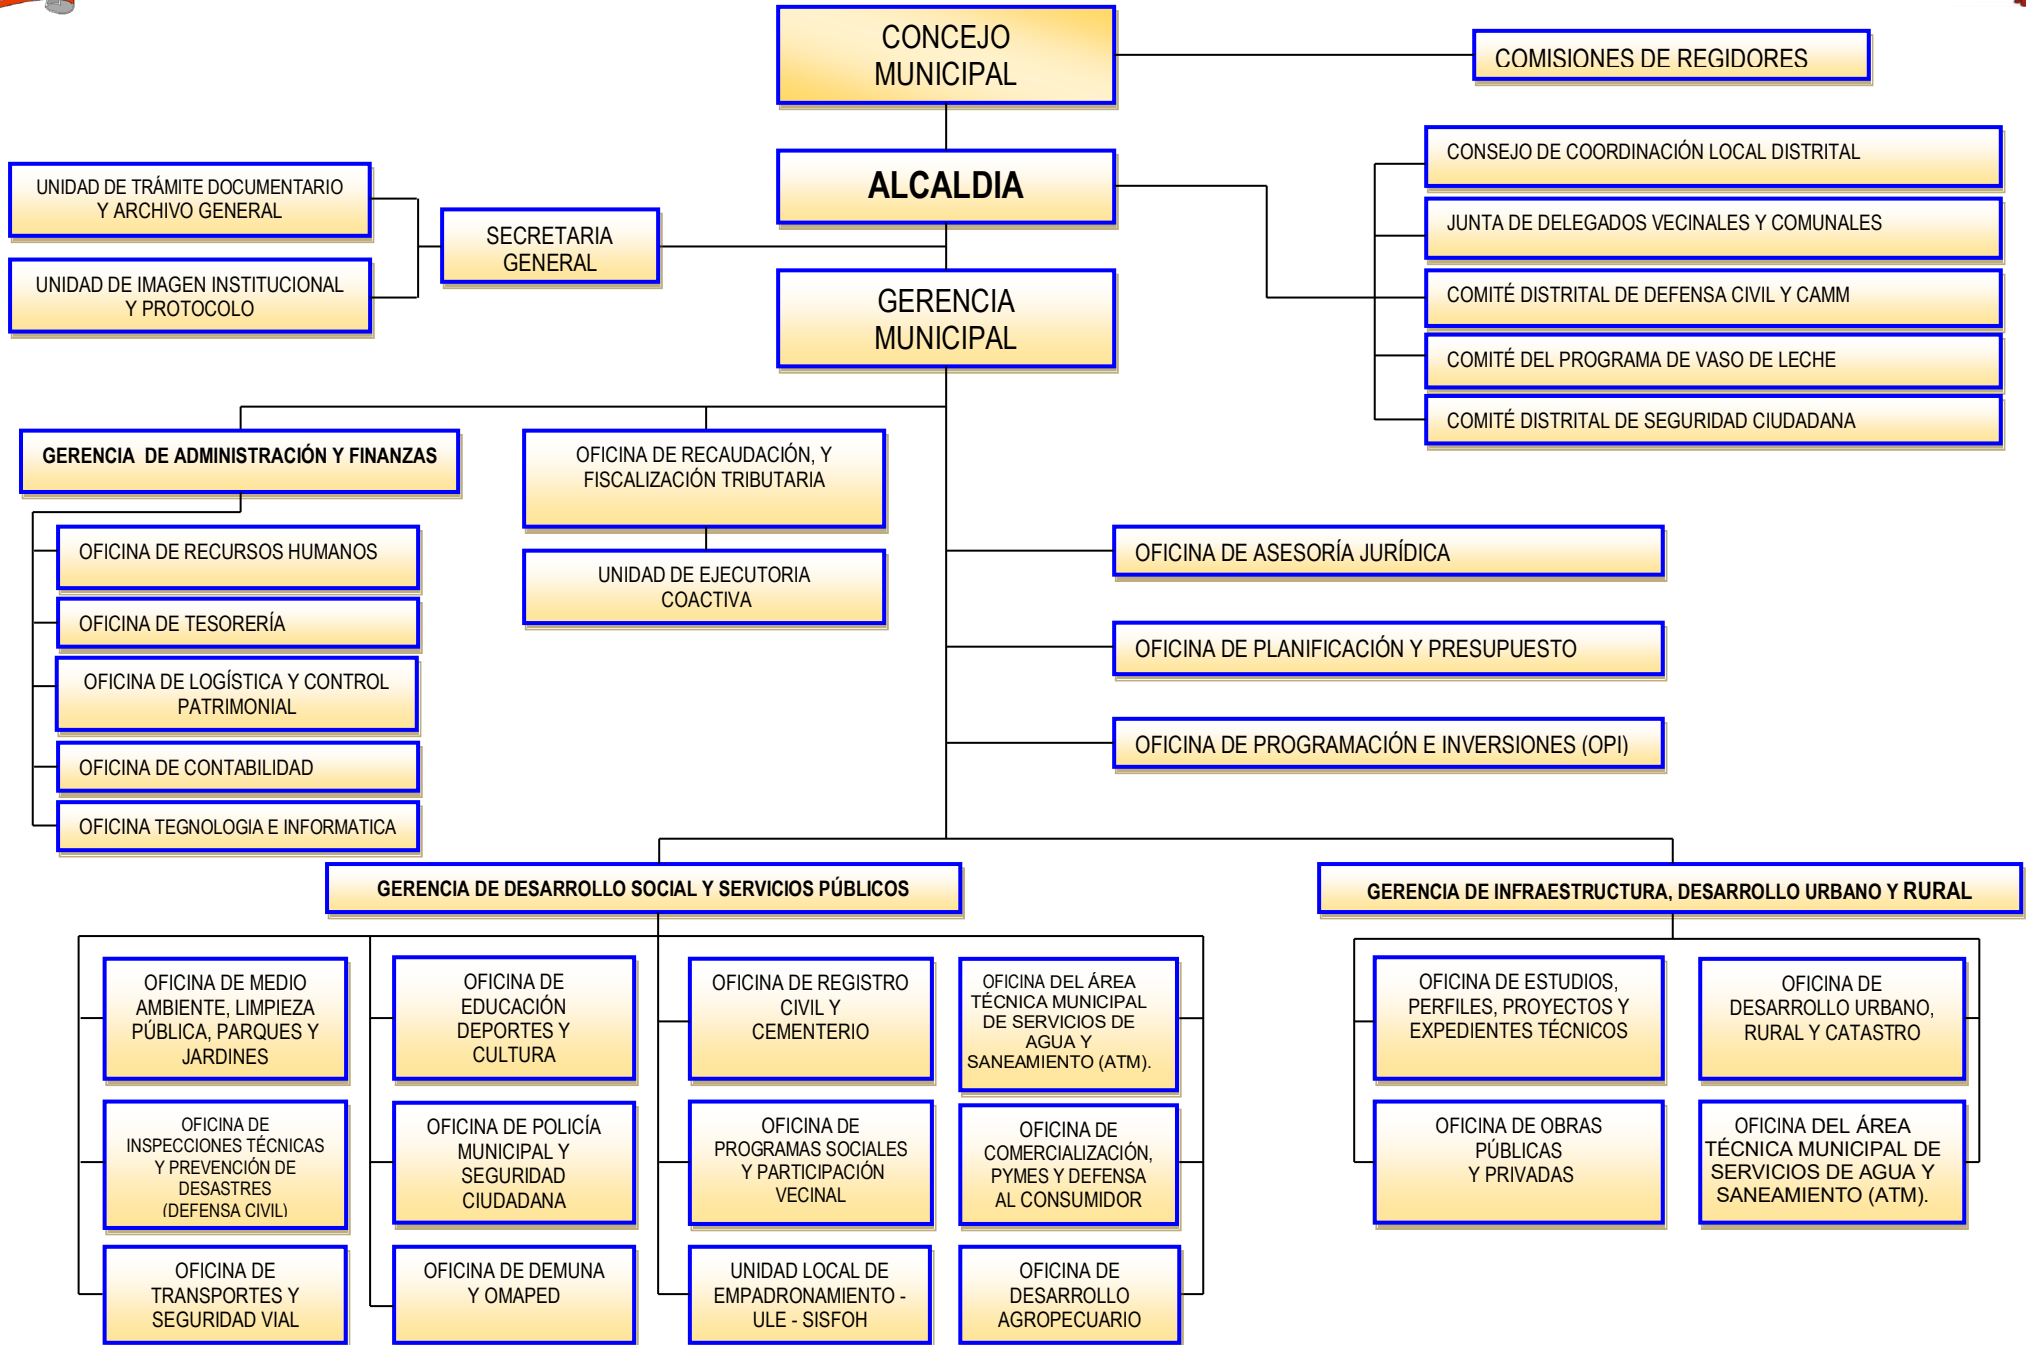 CONCEJO
MUNICIPAL
COMISIONES DE REGIDORES
ALCALDIA
CONSEJO DE COORDINACIÓN LOCAL DISTRITAL
JUNTA DE DELEGADOS VECINALES Y COMUNALES
COMITÉ DISTRITAL DE DEFENSA CIVIL Y CAMM
COMITÉ DEL PROGRAMA DE VASO DE LECHE
COMITÉ DISTRITAL DE SEGURIDAD CIUDADANA
UNIDAD DE TRÁMITE DOCUMENTARIO
Y ARCHIVO GENERAL
UNIDAD DE IMAGEN INSTITUCIONAL
Y PROTOCOLO
SECRETARIA
GENERAL
GERENCIA
MUNICIPAL
GERENCIA DE ADMINISTRACIÓN Y FINANZAS
OFICINA DE RECURSOS HUMANOS
OFICINA DE TESORERÍA
OFICINA DE LOGÍSTICA Y CONTROL
PATRIMONIAL
OFICINA DE CONTABILIDAD
OFICINA TEGNOLOGIA E INFORMATICA
OFICINA DE RECAUDACIÓN, Y
FISCALIZACIÓN TRIBUTARIA
UNIDAD DE EJECUTORIA
COACTIVA
OFICINA DE ASESORÍA JURÍDICA
OFICINA DE PLANIFICACIÓN Y PRESUPUESTO
OFICINA DE PROGRAMACIÓN E INVERSIONES (OPI)
GERENCIA DE DESARROLLO SOCIAL Y SERVICIOS PÚBLICOS
OFICINA DE MEDIO
AMBIENTE, LIMPIEZA
PÚBLICA, PARQUES Y
JARDINES
OFICINA DE
EDUCACIÓN
DEPORTES Y
CULTURA
OFICINA DE REGISTRO
CIVIL Y
CEMENTERIO
OFICINA DEL ÁREA
TÉCNICA MUNICIPAL
DE SERVICIOS DE
AGUA Y
SANEAMIENTO (ATM).
OFICINA DE
INSPECCIONES TÉCNICAS
Y PREVENCIÓN DE
DESASTRES
(DEFENSA CIVIL)
OFICINA DE POLICÍA
MUNICIPAL Y
SEGURIDAD
CIUDADANA
OFICINA DE
PROGRAMAS SOCIALES
Y PARTICIPACIÓN
VECINAL
OFICINA DE
COMERCIALIZACIÓN,
PYMES Y DEFENSA
AL CONSUMIDOR
OFICINA DE
TRANSPORTES Y
SEGURIDAD VIAL
OFICINA DE DEMUNA
Y OMAPED
UNIDAD LOCAL DE
EMPADRONAMIENTO -
ULE - SISFOH
OFICINA DE
DESARROLLO
AGROPECUARIO
GERENCIA DE INFRAESTRUCTURA, DESARROLLO URBANO Y RURAL
OFICINA DE ESTUDIOS,
PERFILES, PROYECTOS Y
EXPEDIENTES TÉCNICOS
OFICINA DE
DESARROLLO URBANO,
RURAL Y CATASTRO
OFICINA DE OBRAS
PÚBLICAS
Y PRIVADAS
OFICINA DEL ÁREA
TÉCNICA MUNICIPAL DE
SERVICIOS DE AGUA Y
SANEAMIENTO (ATM).